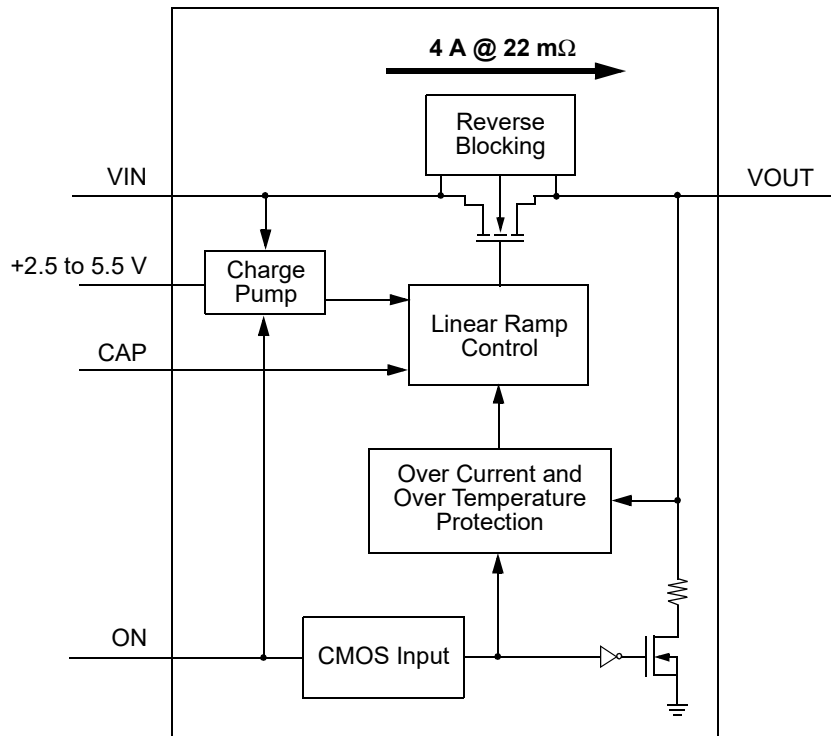 4 A @ 22 mΩ
Reverse
Blocking
VIN
VOUT
+2.5 to 5.5 V
Charge
Pump
Linear Ramp
Control
CAP
Over Current and
Over Temperature
Protection
ON
CMOS Input